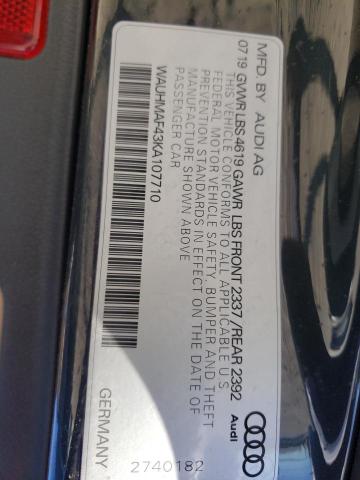 MFD. BY AUDI AG
0719 GVWR LBS 4619 GAWR LBS FRONT 2337 / REAR 2392
THIS VEHICLE CONFORMS TO ALL APPLICABLE U.S.
FEDERAL MOTOR VEHICLE SAFETY, BUMPER AND THEFT
PREVENTION STANDARDS IN EFFECT ON THE DATE OF
MANUFACTURE SHOWN ABOVE
PASSENGER CAR
WAUHMAF43KA107710
Audi
GERMANY
2740182